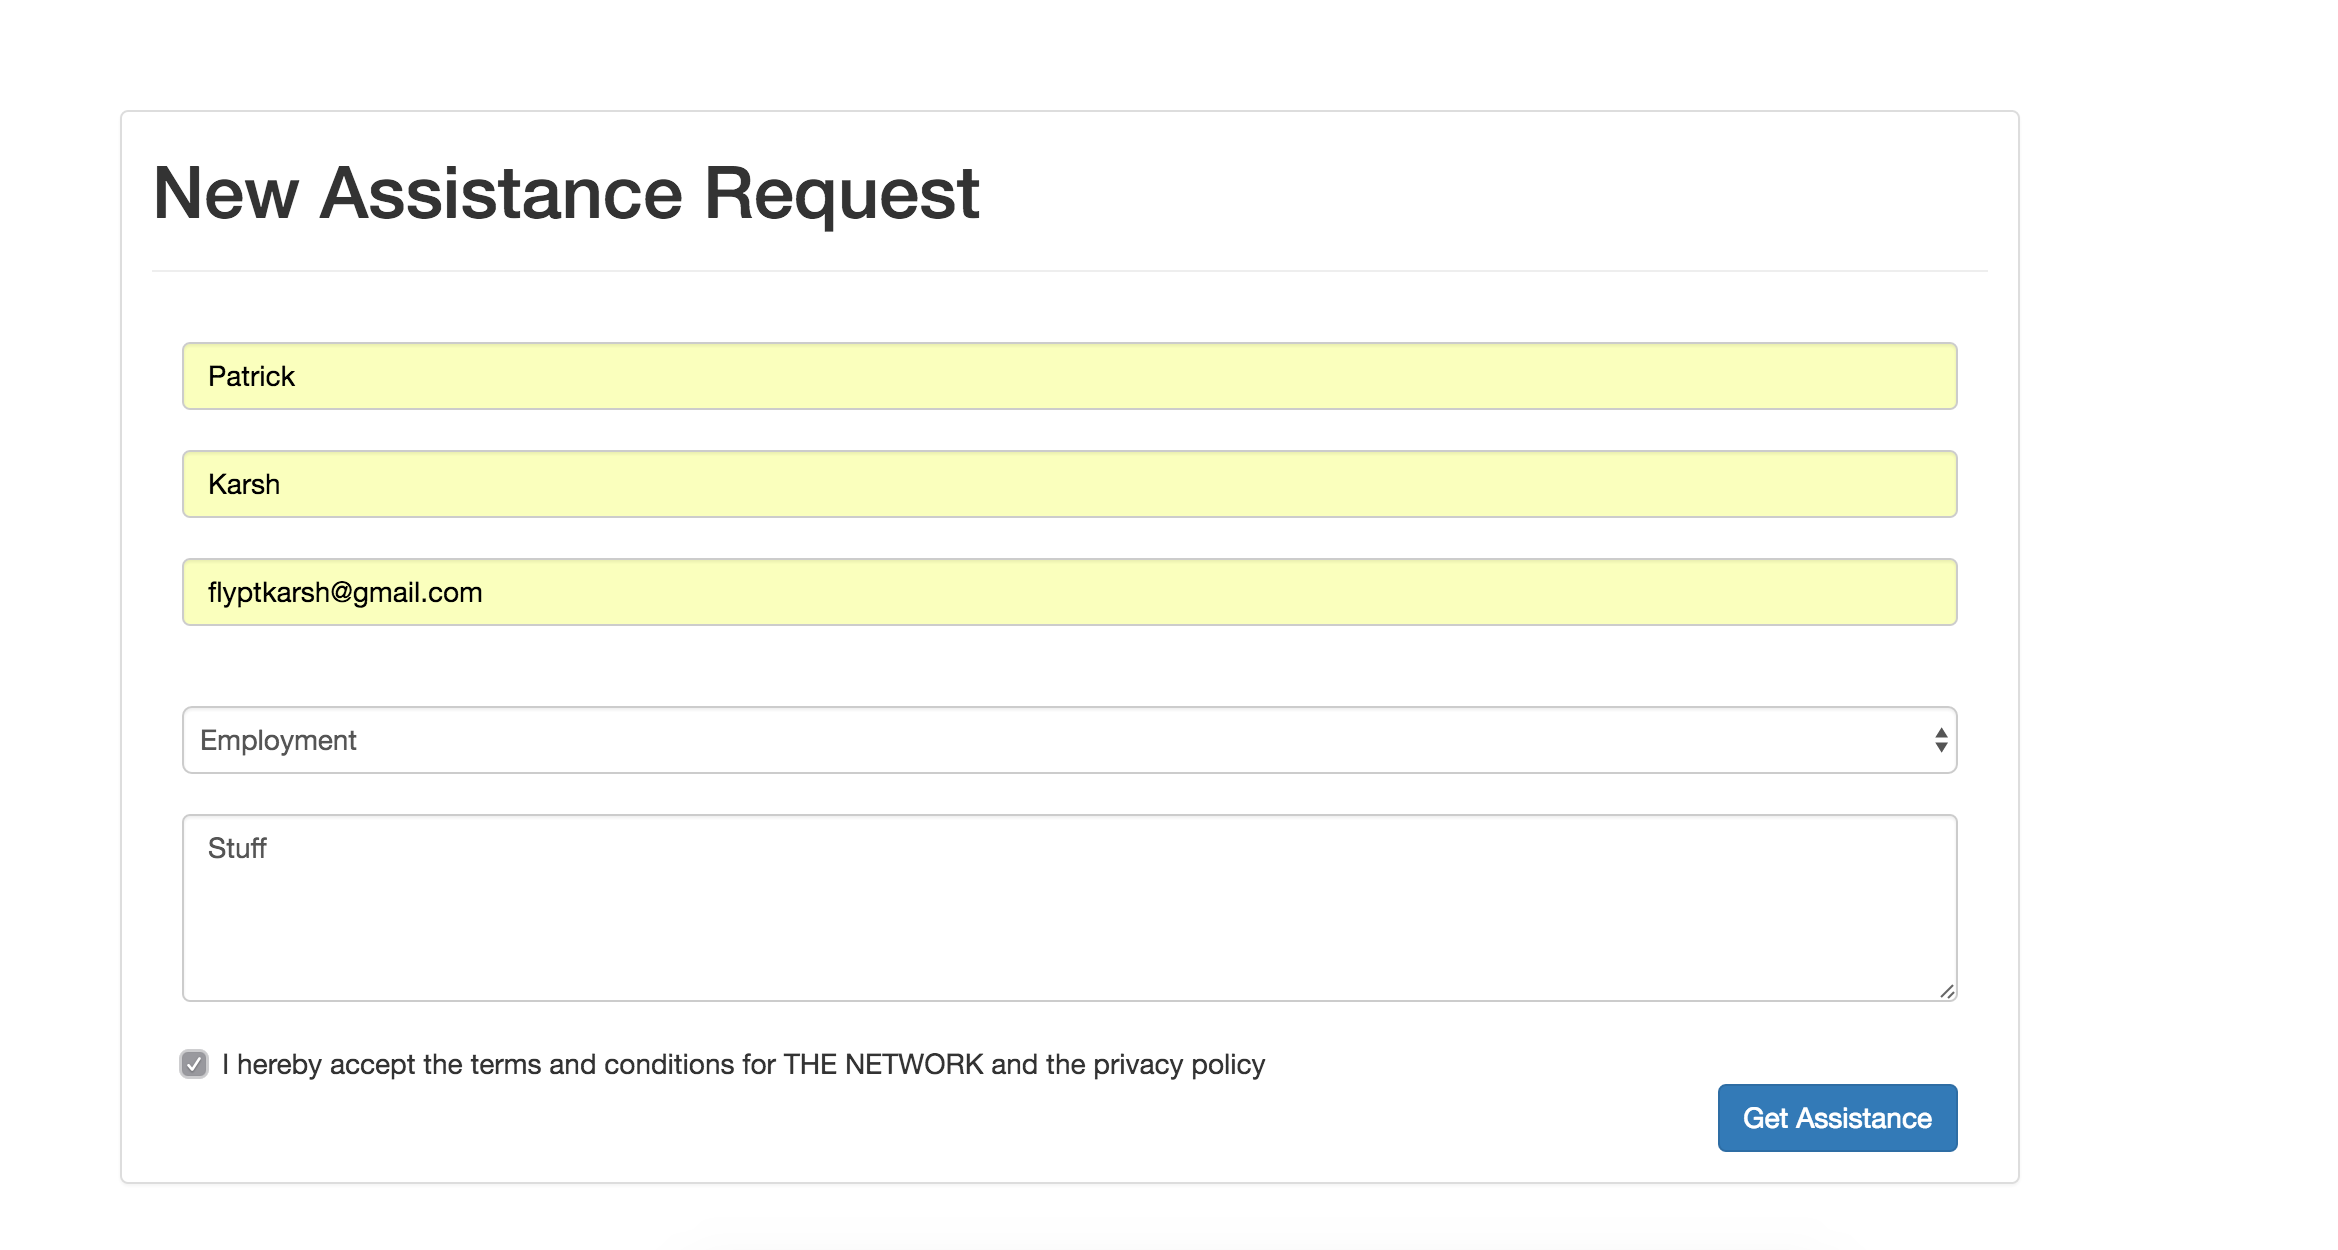 New Assistance Request
Patrick
Karsh
flyptkarsh@gmail.com
Employment
Stuff
I hereby accept the terms and conditions for THE NETWORK and the privacy policy
Get Assistance